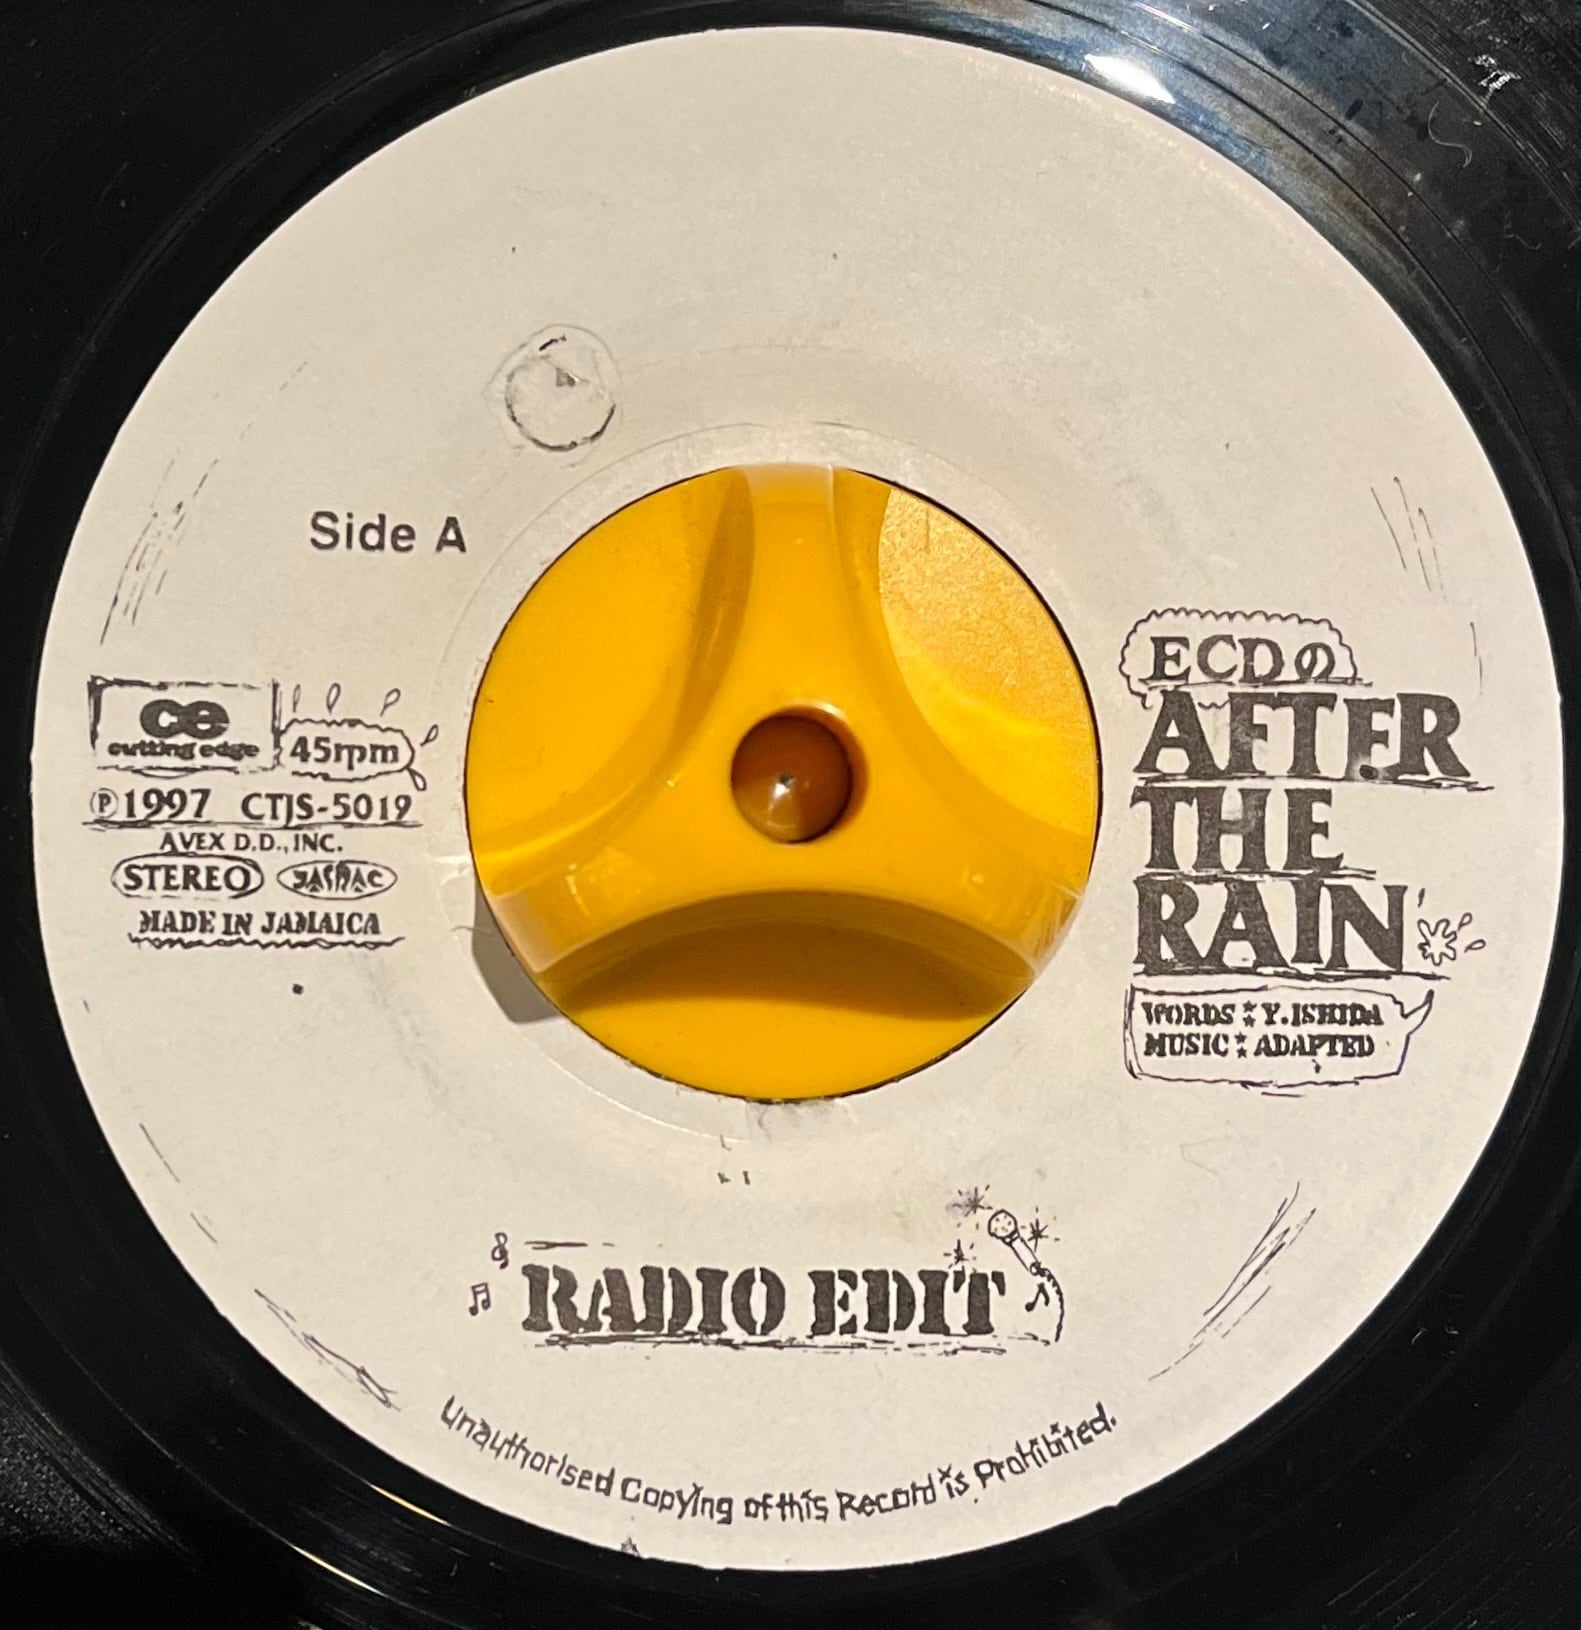 Side A
ce
cutting edge
45rpm
Ⓟ1997 CTJS-5019
AVEX D.D., INC.
STEREO JASRAC
MADE IN JAMAICA
ECDの
AFTER
THE
RAIN
WORDS : Y.ISHIDA
MUSIC : ADAPTED
RADIO EDIT
Unauthorised Copying of this Record is Prohibited.